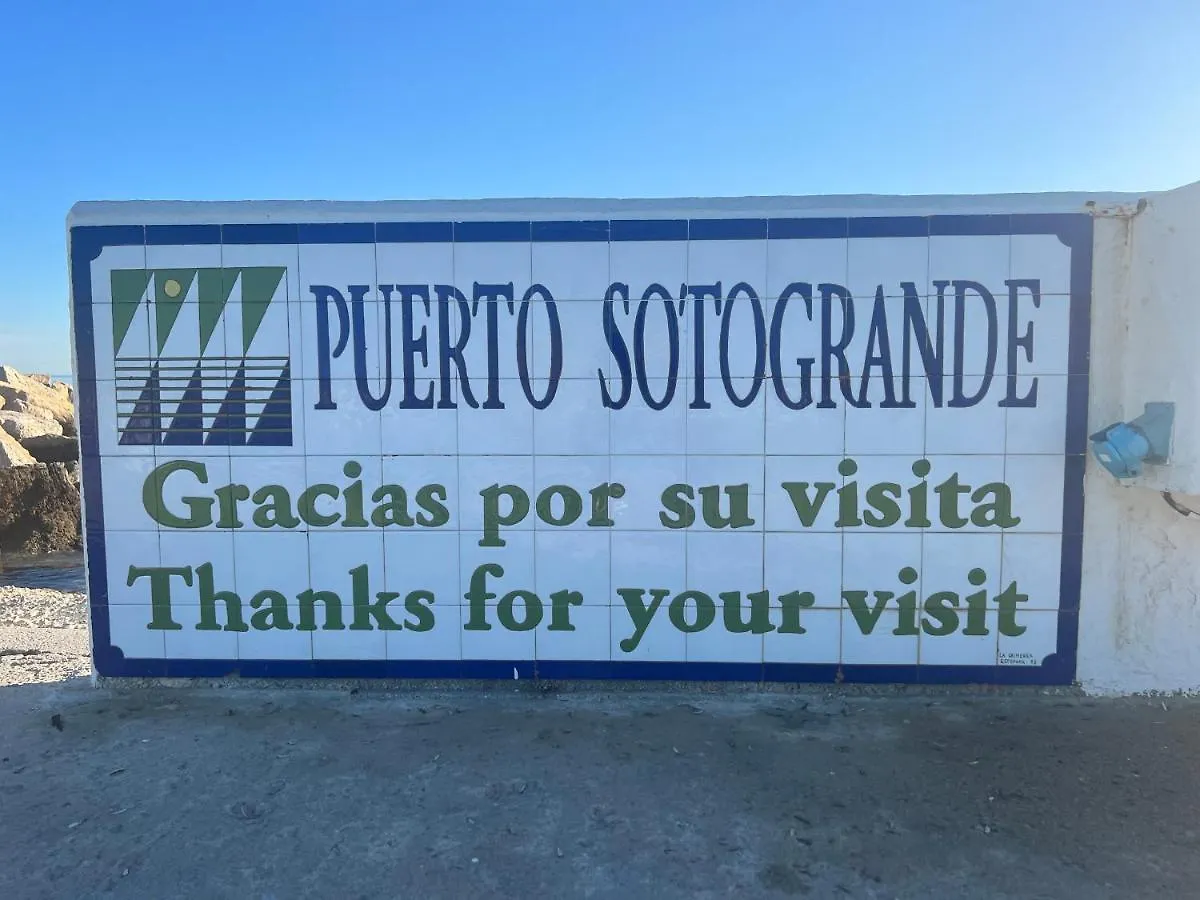 PUERTO SOTOGRANDE
Gracias por su visita
Thanks for your visit